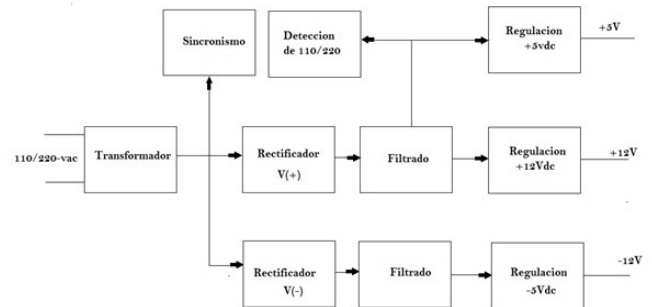 Sincronismo
Deteccion
de 110/220
Regulacion
+5vdc
+5V
110/220-vac
Transformador
Rectificador
V(+)
Filtrado
Regulacion
+12Vdc
+12V
Rectificador
V(-)
Filtrado
Regulacion
-5Vdc
-12V